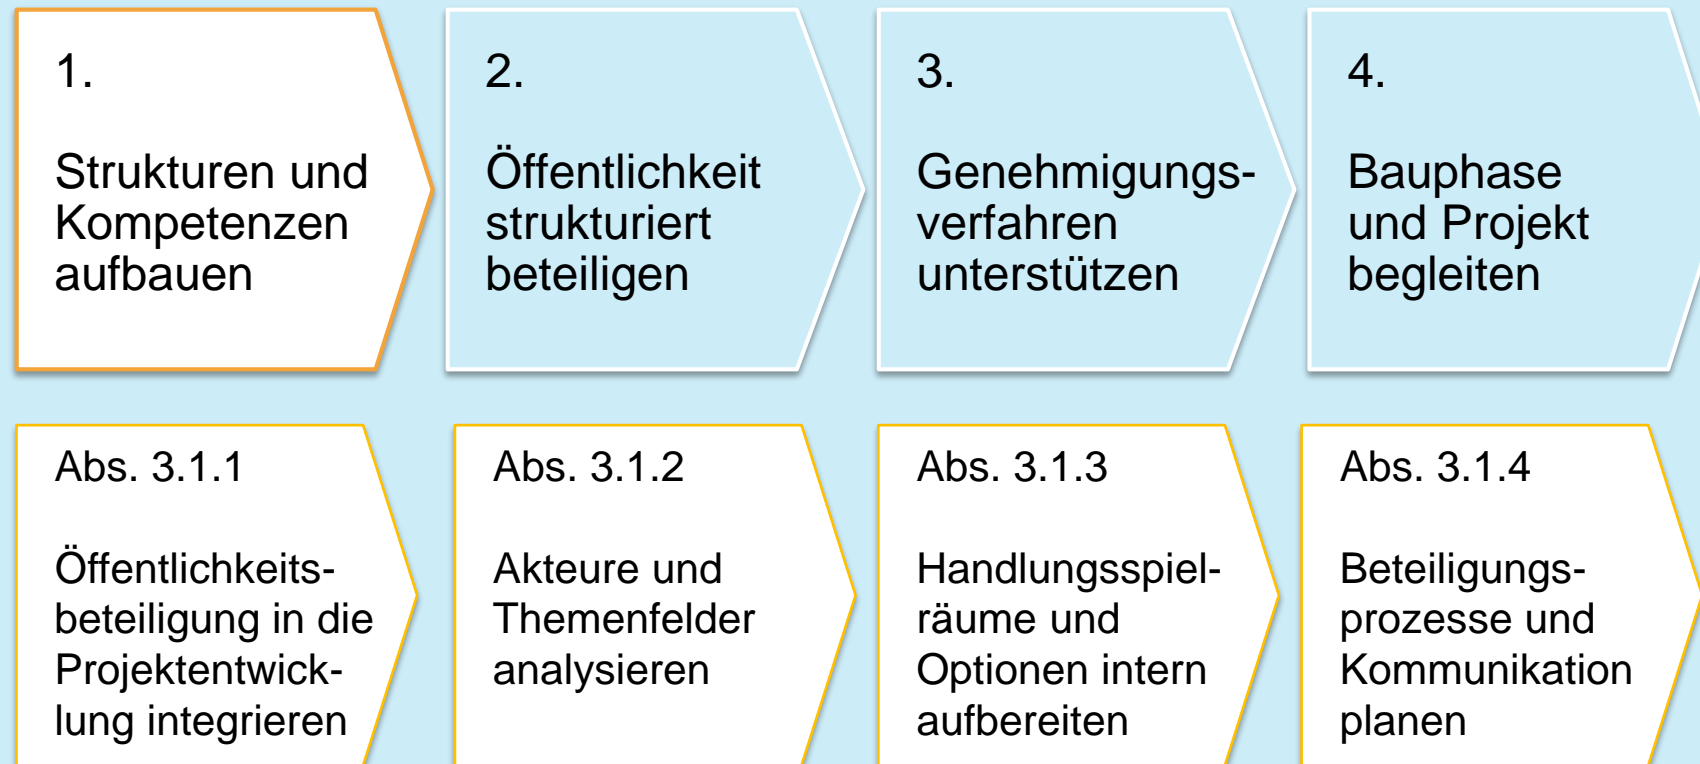 1.
Strukturen und
Kompetenzen
aufbauen
2.
Öffentlichkeit
strukturiert
beteiligen
3.
Genehmigungs-
verfahren
unterstützen
4.
Bauphase
und Projekt
begleiten
Abs. 3.1.1
Öffentlichkeits-
beteiligung in die
Projektentwick-
lung integrieren
Abs. 3.1.2
Akteure und
Themenfelder
analysieren
Abs. 3.1.3
Handlungsspiel-
räume und
Optionen intern
aufbereiten
Abs. 3.1.4
Beteiligungs-
prozesse und
Kommunikation
planen